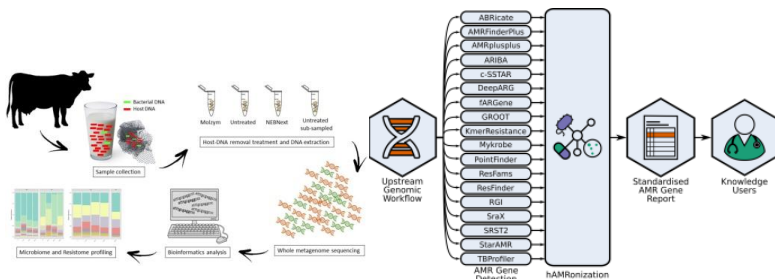 Bacterial DNA
Host DNA
Sample collection
Molzym
Untreated
NEBNext
Untreated
sub-sampled
Host-DNA removal treatment and DNA extraction
Whole metagenome sequencing
Bioinformatics analysis
Microbiome and Resistome profiling
Upstream
Genomic
Workflow
ABRicate
AMRFinderPlus
AMRplusplus
ARIBA
c-SSTAR
DeepARG
fARGene
GROOT
KmerResistance
Mykrobe
PointFinder
ResFams
ResFinder
RGI
SraX
SRST2
StarAMR
TBProfiler
AMR Gene
Detection
hAMRonization
Standardised
AMR Gene
Report
Knowledge
Users